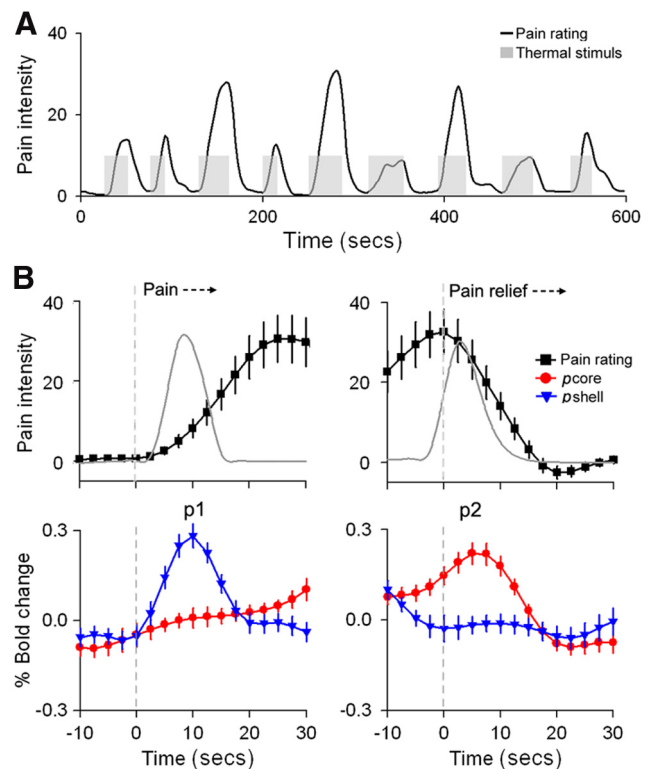 A
40
20
0
Pain intensity
Pain rating
Thermal stimuls
0
200
400
600
Time (secs)
B
Pain
Pain relief
40
20
0
Pain intensity
40
20
0
Pain rating
pcore
pshell
p1
p2
0.3
0.0
-0.3
% Bold change
0.3
0.0
-0.3
-10 0 10 20 30
-10 0 10 20 30
Time (secs)
Time (secs)